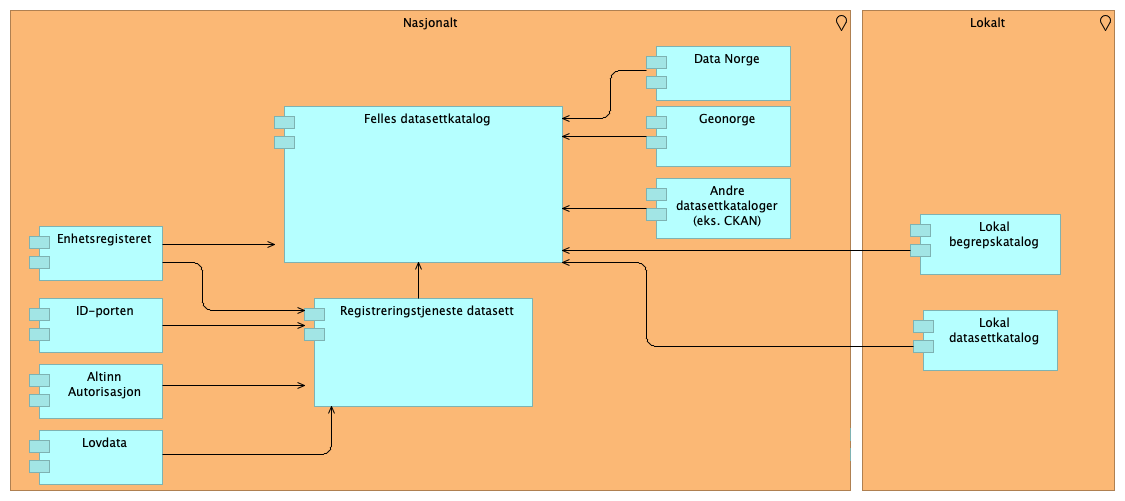 Nasjonalt
Lokalt
Data Norge
Felles datasettkatalog
Geonorge
Andre
datasettkataloger
(eks. CKAN)
Enhetsregisteret
Lokal
begrepskatalog
ID-porten
Registreringstjeneste datasett
Lokal
datasettkatalog
Altinn
Autorisasjon
Lovdata